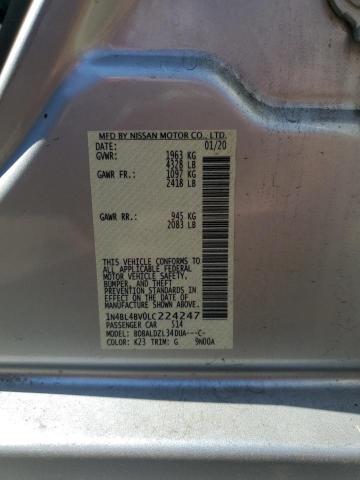 MFD BY NISSAN MOTOR CO., LTD.
DATE: 01/20
GVWR: 1963 KG
4328 LB
GAWR FR: 1097 KG
2418 LB
GAWR RR: 945 KG
2083 LB
THIS VEHICLE CONFORMS TO
ALL APPLICABLE FEDERAL
MOTOR VEHICLE SAFETY,
BUMPER, AND THEFT
PREVENTION STANDARDS
IN EFFECT ON THE
DATE OF MANUFACTURE
SHOWN ABOVE.
1N4BL4BV0LC224247
PASSENGER CAR 514
MODEL: BDBALDZL34DUA---C-
COLOR: K23 TRIM: G 9N00A